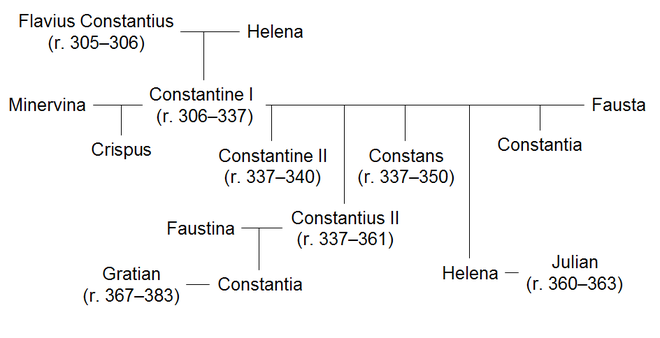 Flavius Constantius
(r. 305–306)
Helena
Minervina
Constantine I
(r. 306–337)
Fausta
Crispus
Constantine II
(r. 337–340)
Constans
(r. 337–350)
Constantia
Faustina
Constantius II
(r. 337–361)
Gratian
(r. 367–383)
Constantia
Helena
Julian
(r. 360–363)